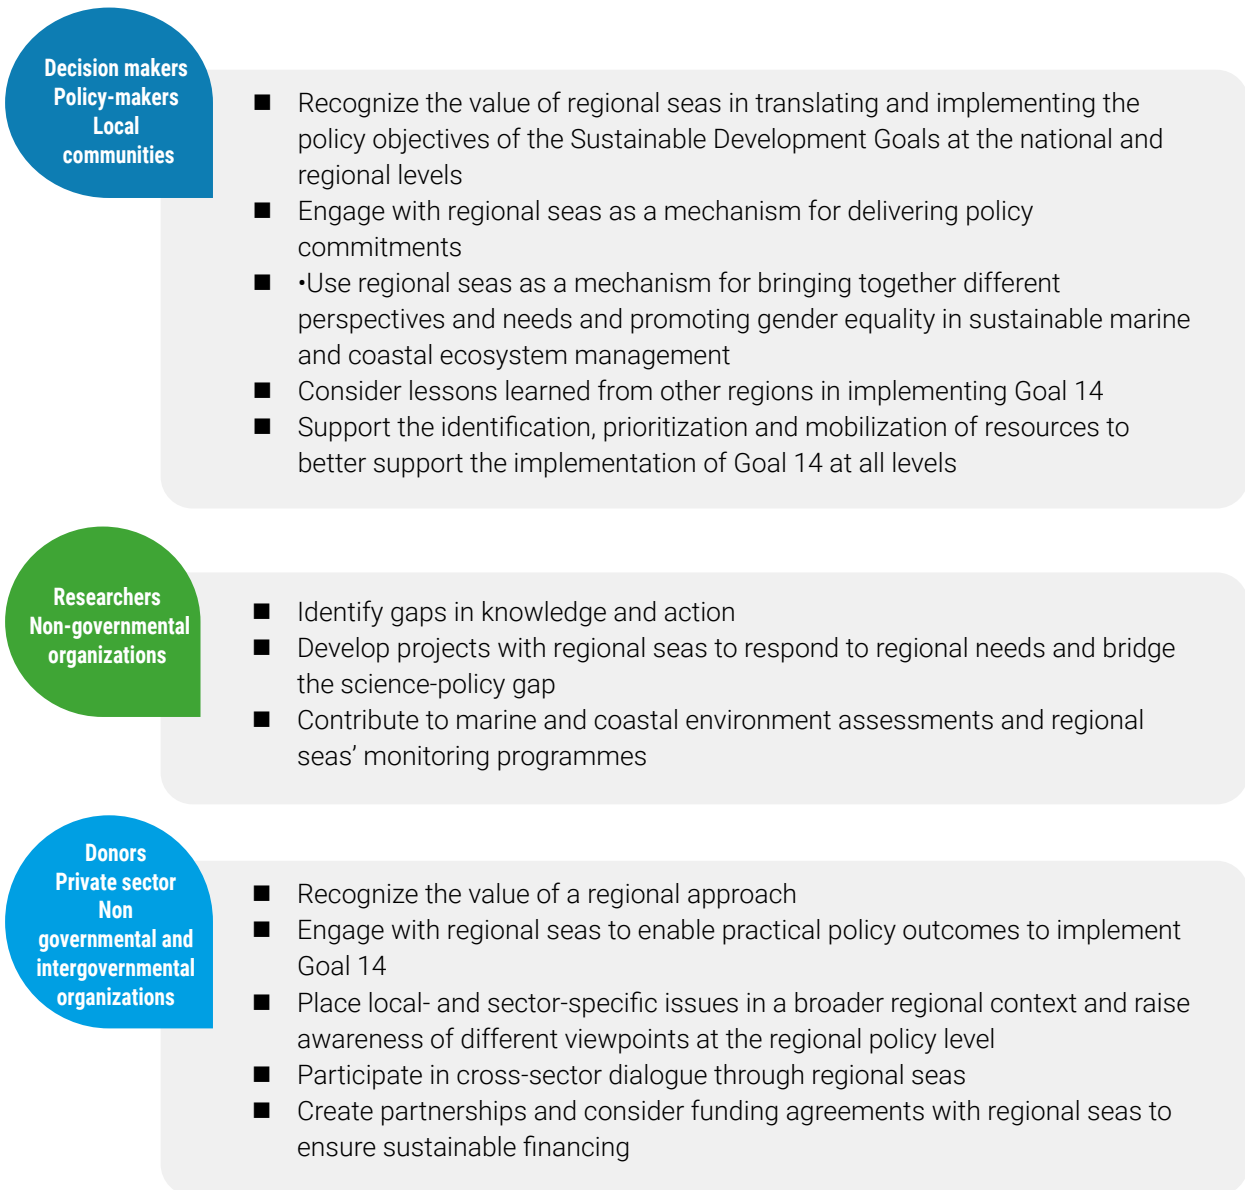 Decision makers
Policy-makers
Local
communities
■ Recognize the value of regional seas in translating and implementing the
policy objectives of the Sustainable Development Goals at the national and
regional levels
■ Engage with regional seas as a mechanism for delivering policy
commitments
■ •Use regional seas as a mechanism for bringing together different
perspectives and needs and promoting gender equality in sustainable marine
and coastal ecosystem management
■ Consider lessons learned from other regions in implementing Goal 14
■ Support the identification, prioritization and mobilization of resources to
better support the implementation of Goal 14 at all levels
Researchers
Non-governmental
organizations
■ Identify gaps in knowledge and action
■ Develop projects with regional seas to respond to regional needs and bridge
the science-policy gap
■ Contribute to marine and coastal environment assessments and regional
seas’ monitoring programmes
Donors
Private sector
Non
governmental and
intergovernmental
organizations
■ Recognize the value of a regional approach
■ Engage with regional seas to enable practical policy outcomes to implement
Goal 14
■ Place local- and sector-specific issues in a broader regional context and raise
awareness of different viewpoints at the regional policy level
■ Participate in cross-sector dialogue through regional seas
■ Create partnerships and consider funding agreements with regional seas to
ensure sustainable financing